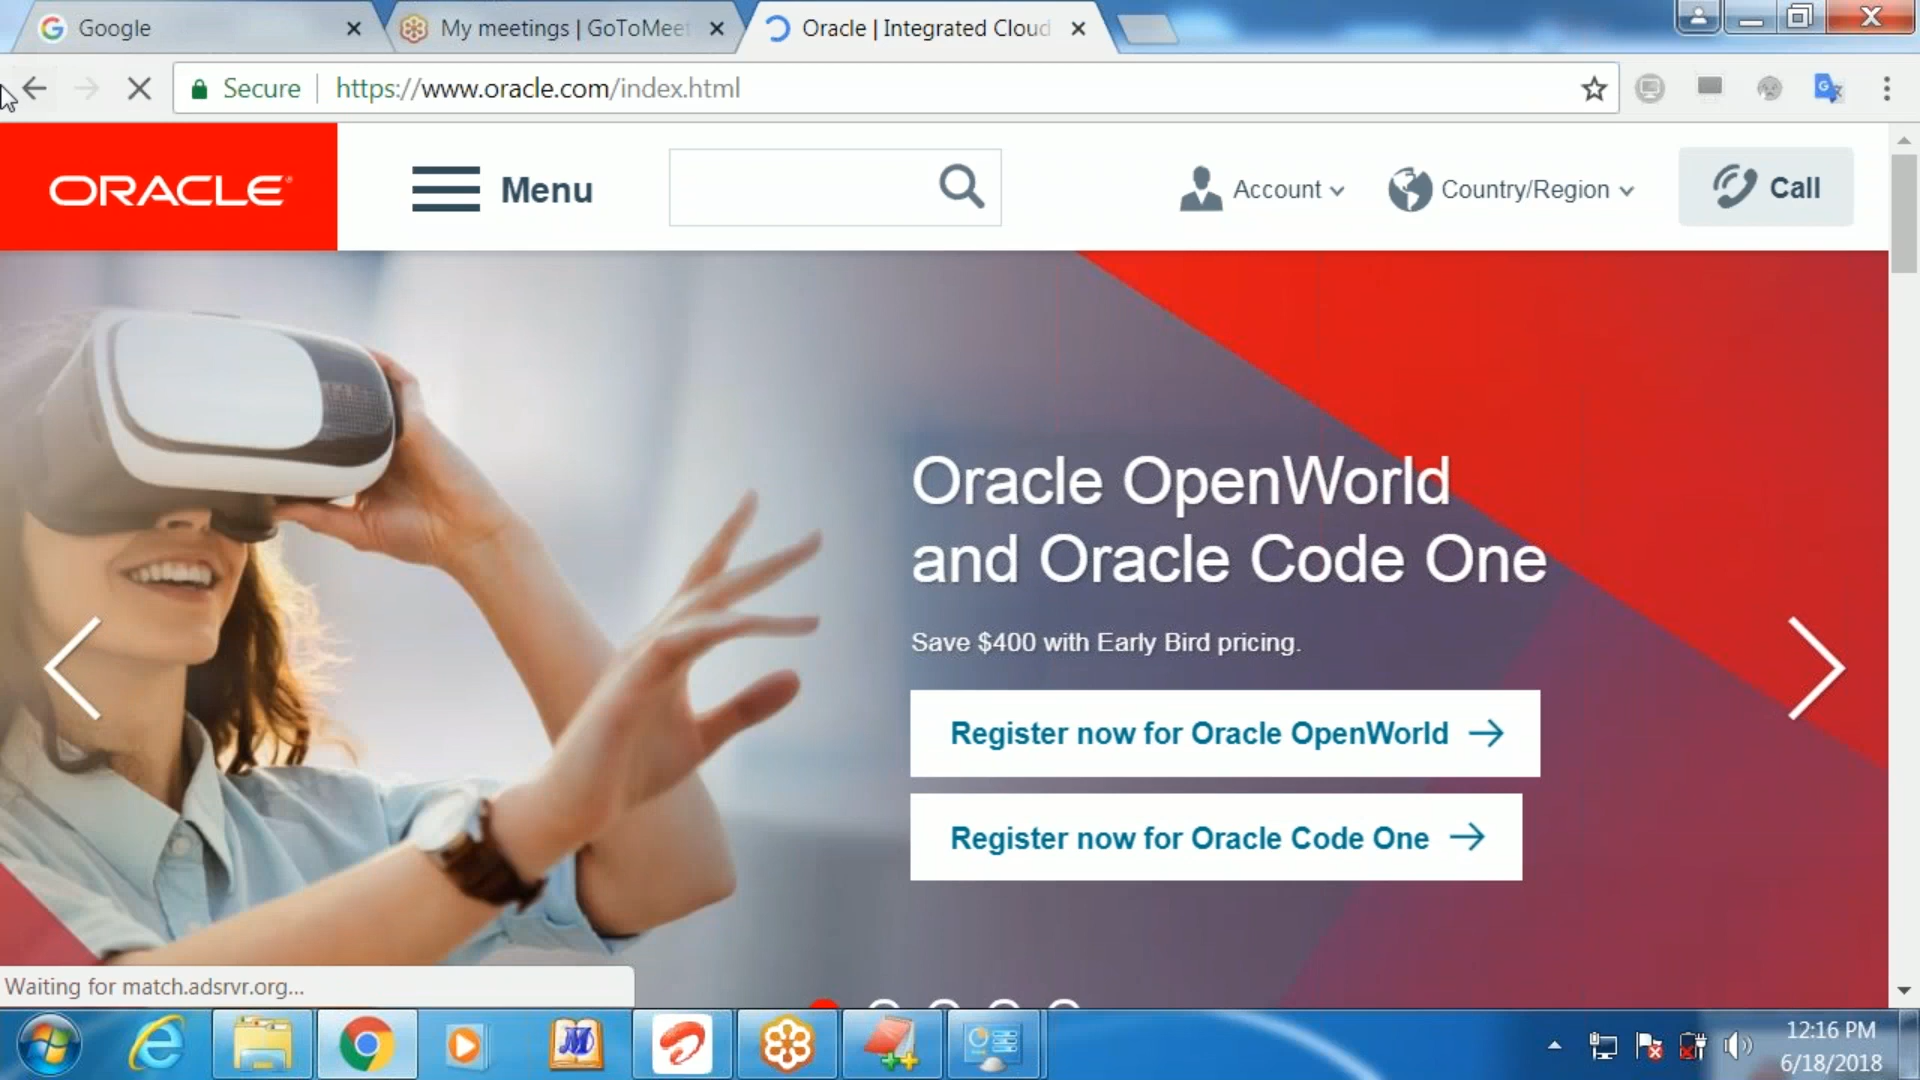 Google
My meetings | GoToMeet
Oracle | Integrated Cloud
Secure
https://www.oracle.com/index.html
ORACLE
Menu
Account
Country/Region
Call
Oracle OpenWorld
and Oracle Code One
Save $400 with Early Bird pricing.
Register now for Oracle OpenWorld →
Register now for Oracle Code One →
Waiting for match.adsrvr.org...
12:16 PM
6/18/2018